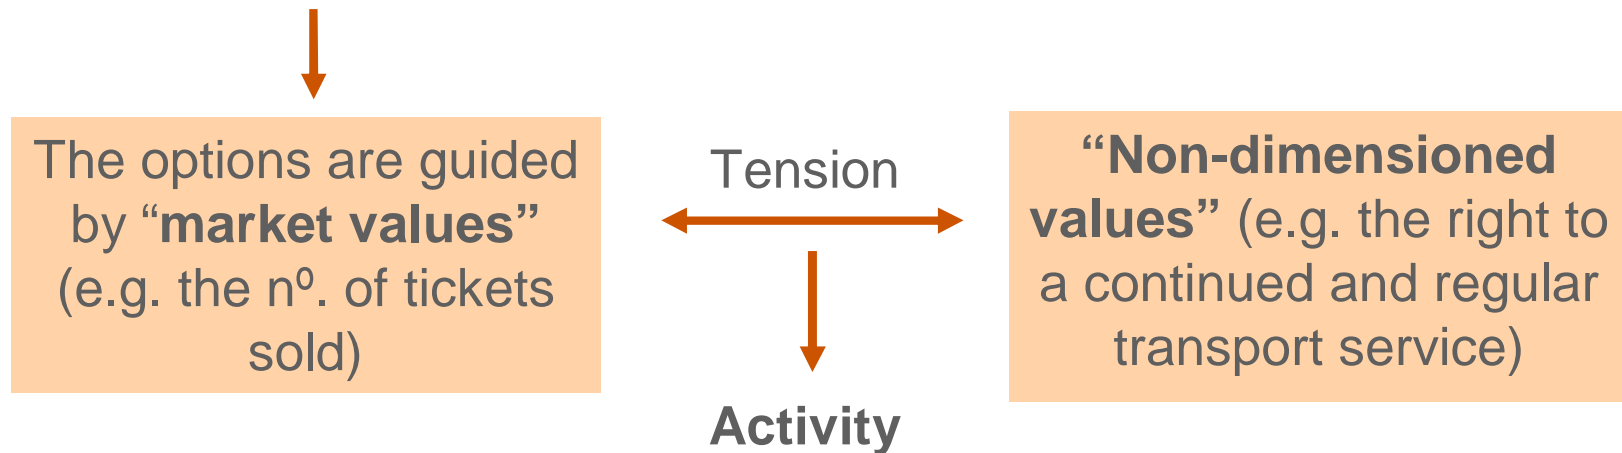 The options are guided
by “market values”
(e.g. the nº. of tickets
sold)
Tension
Activity
“Non-dimensioned
values” (e.g. the right to
a continued and regular
transport service)